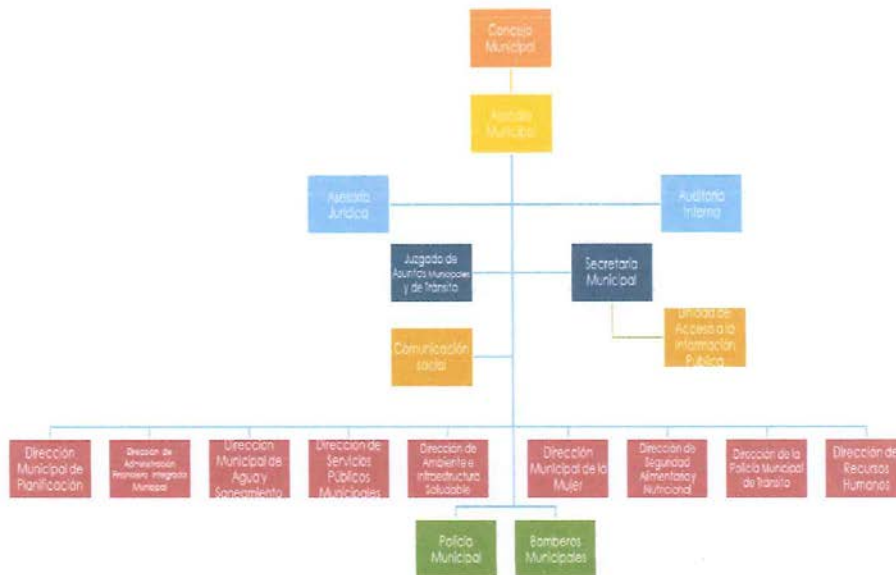 Concejo
Municipal
Alcaldía
Municipal
Asesoría
Jurídica
Auditoría
Interna
Juzgado de
Asuntos Municipales
y de Tránsito
Secretaría
Municipal
Unidad de
Acceso a la
Información
Pública
Comunicación
social
Dirección
Municipal de
Planificación
Dirección de
Administración
Financiera Integrada
Municipal
Dirección
Municipal de
Agua y
Saneamiento
Dirección de
Servicios
Públicos
Municipales
Dirección de
Ambiente e
Infraestructura
Saludable
Dirección
Municipal de la
Mujer
Dirección de
Seguridad
Alimentaria y
Nutricional
Dirección de la
Policía Municipal
de Tránsito
Dirección de
Recursos
Humanos
Policía
Municipal
Bomberos
Municipales